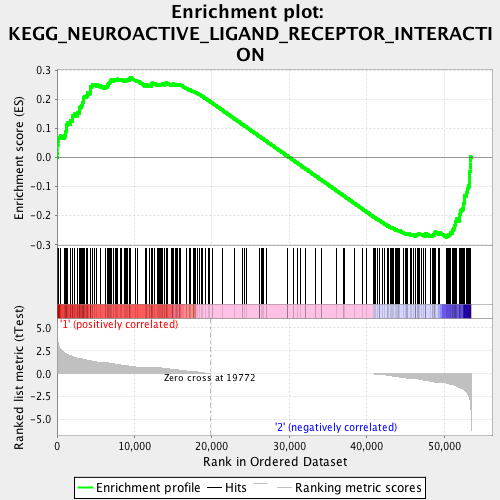 Enrichment plot:
KEGG_NEUROACTIVE_LIGAND_RECEPTOR_INTERACTI
ON
Enrichment score (ES)
0.3
0.2
0.1
0.0
-0.1
-0.2
-0.3
'1' (positively correlated)
Ranked list metric (tTest)
5.0
2.5
0.0
-2.5
-5.0
Zero cross at 19772
'2' (negatively correlated)
0
10,000
20,000
30,000
40,000
50,000
Rank in Ordered Dataset
Enrichment profile
Hits
Ranking metric scores